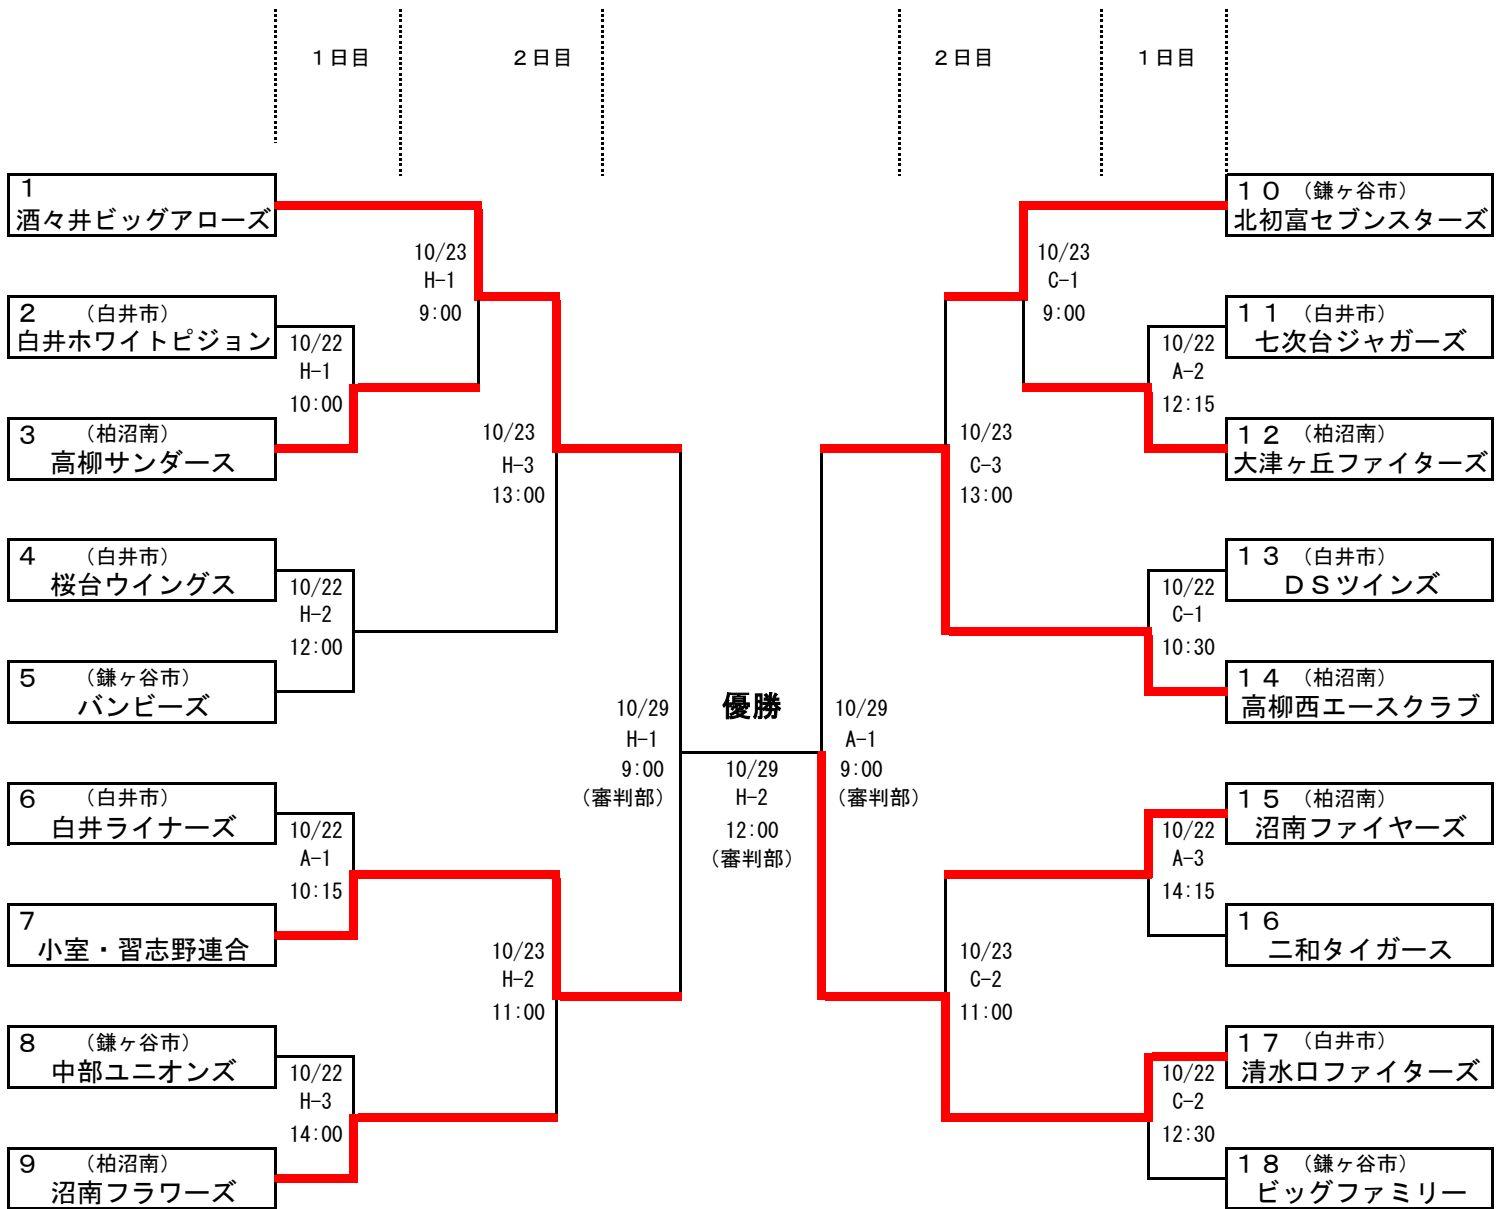 １日目
２日目
２日目
１日目
1
酒々井ビッグアローズ
10/23
H-1
9:00
2 （白井市）
白井ホワイトピジョン
10/22
H-1
10:00
3 （柏沼南）
高柳サンダース
10/23
H-3
13:00
4 （白井市）
桜台ウイングス
10/22
H-2
12:00
5 （鎌ヶ谷市）
バンビーズ
6 （白井市）
白井ライナーズ
10/22
A-1
10:15
7
小室・習志野連合
10/23
H-2
11:00
8 （鎌ヶ谷市）
中部ユニオンズ
10/22
H-3
14:00
9 （柏沼南）
沼南フラワーズ
10/29
H-1
9:00
（審判部）
優勝
10/29
H-2
12:00
（審判部）
10/29
A-1
9:00
（審判部）
１０ （鎌ヶ谷市）
北初富セブンスターズ
10/23
C-1
9:00
１１ （白井市）
七次台ジャガーズ
10/22
A-2
12:15
１２ （柏沼南）
大津ヶ丘ファイターズ
10/23
C-3
13:00
１３ （白井市）
ＤＳツインズ
10/22
C-1
10:30
１４ （柏沼南）
高柳西エースクラブ
１５ （柏沼南）
沼南ファイヤーズ
10/22
A-3
14:15
１６
二和タイガース
10/23
C-2
11:00
１７ （白井市）
清水口ファイターズ
10/22
C-2
12:30
１８ （鎌ヶ谷市）
ビッグファミリー